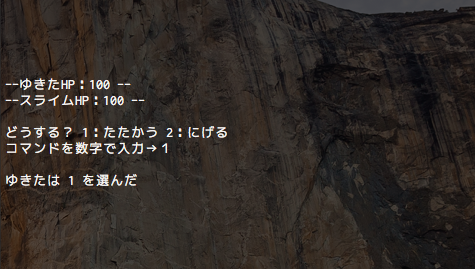 --ゆきたHP：100 --
--スライムHP：100 --
どうする？ 1：たたかう 2：にげる
コマンドを数字で入力→１
ゆきたは 1 を選んだ